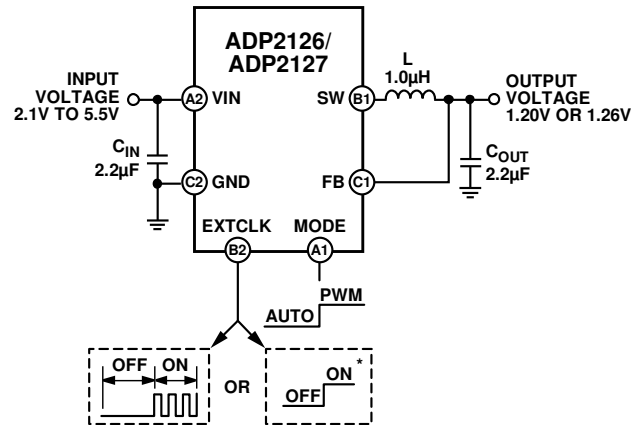 ADP2126/
ADP2127
INPUT
VOLTAGE
2.1V TO 5.5V
A2
VIN
CIN
2.2µF
C2
GND
SW
B1
L
1.0µH
OUTPUT
VOLTAGE
1.20V OR 1.26V
FB
C1
COUT
2.2µF
EXTCLK
B2
MODE
A1
AUTO
PWM
OFF
ON
OR
OFF
ON
*